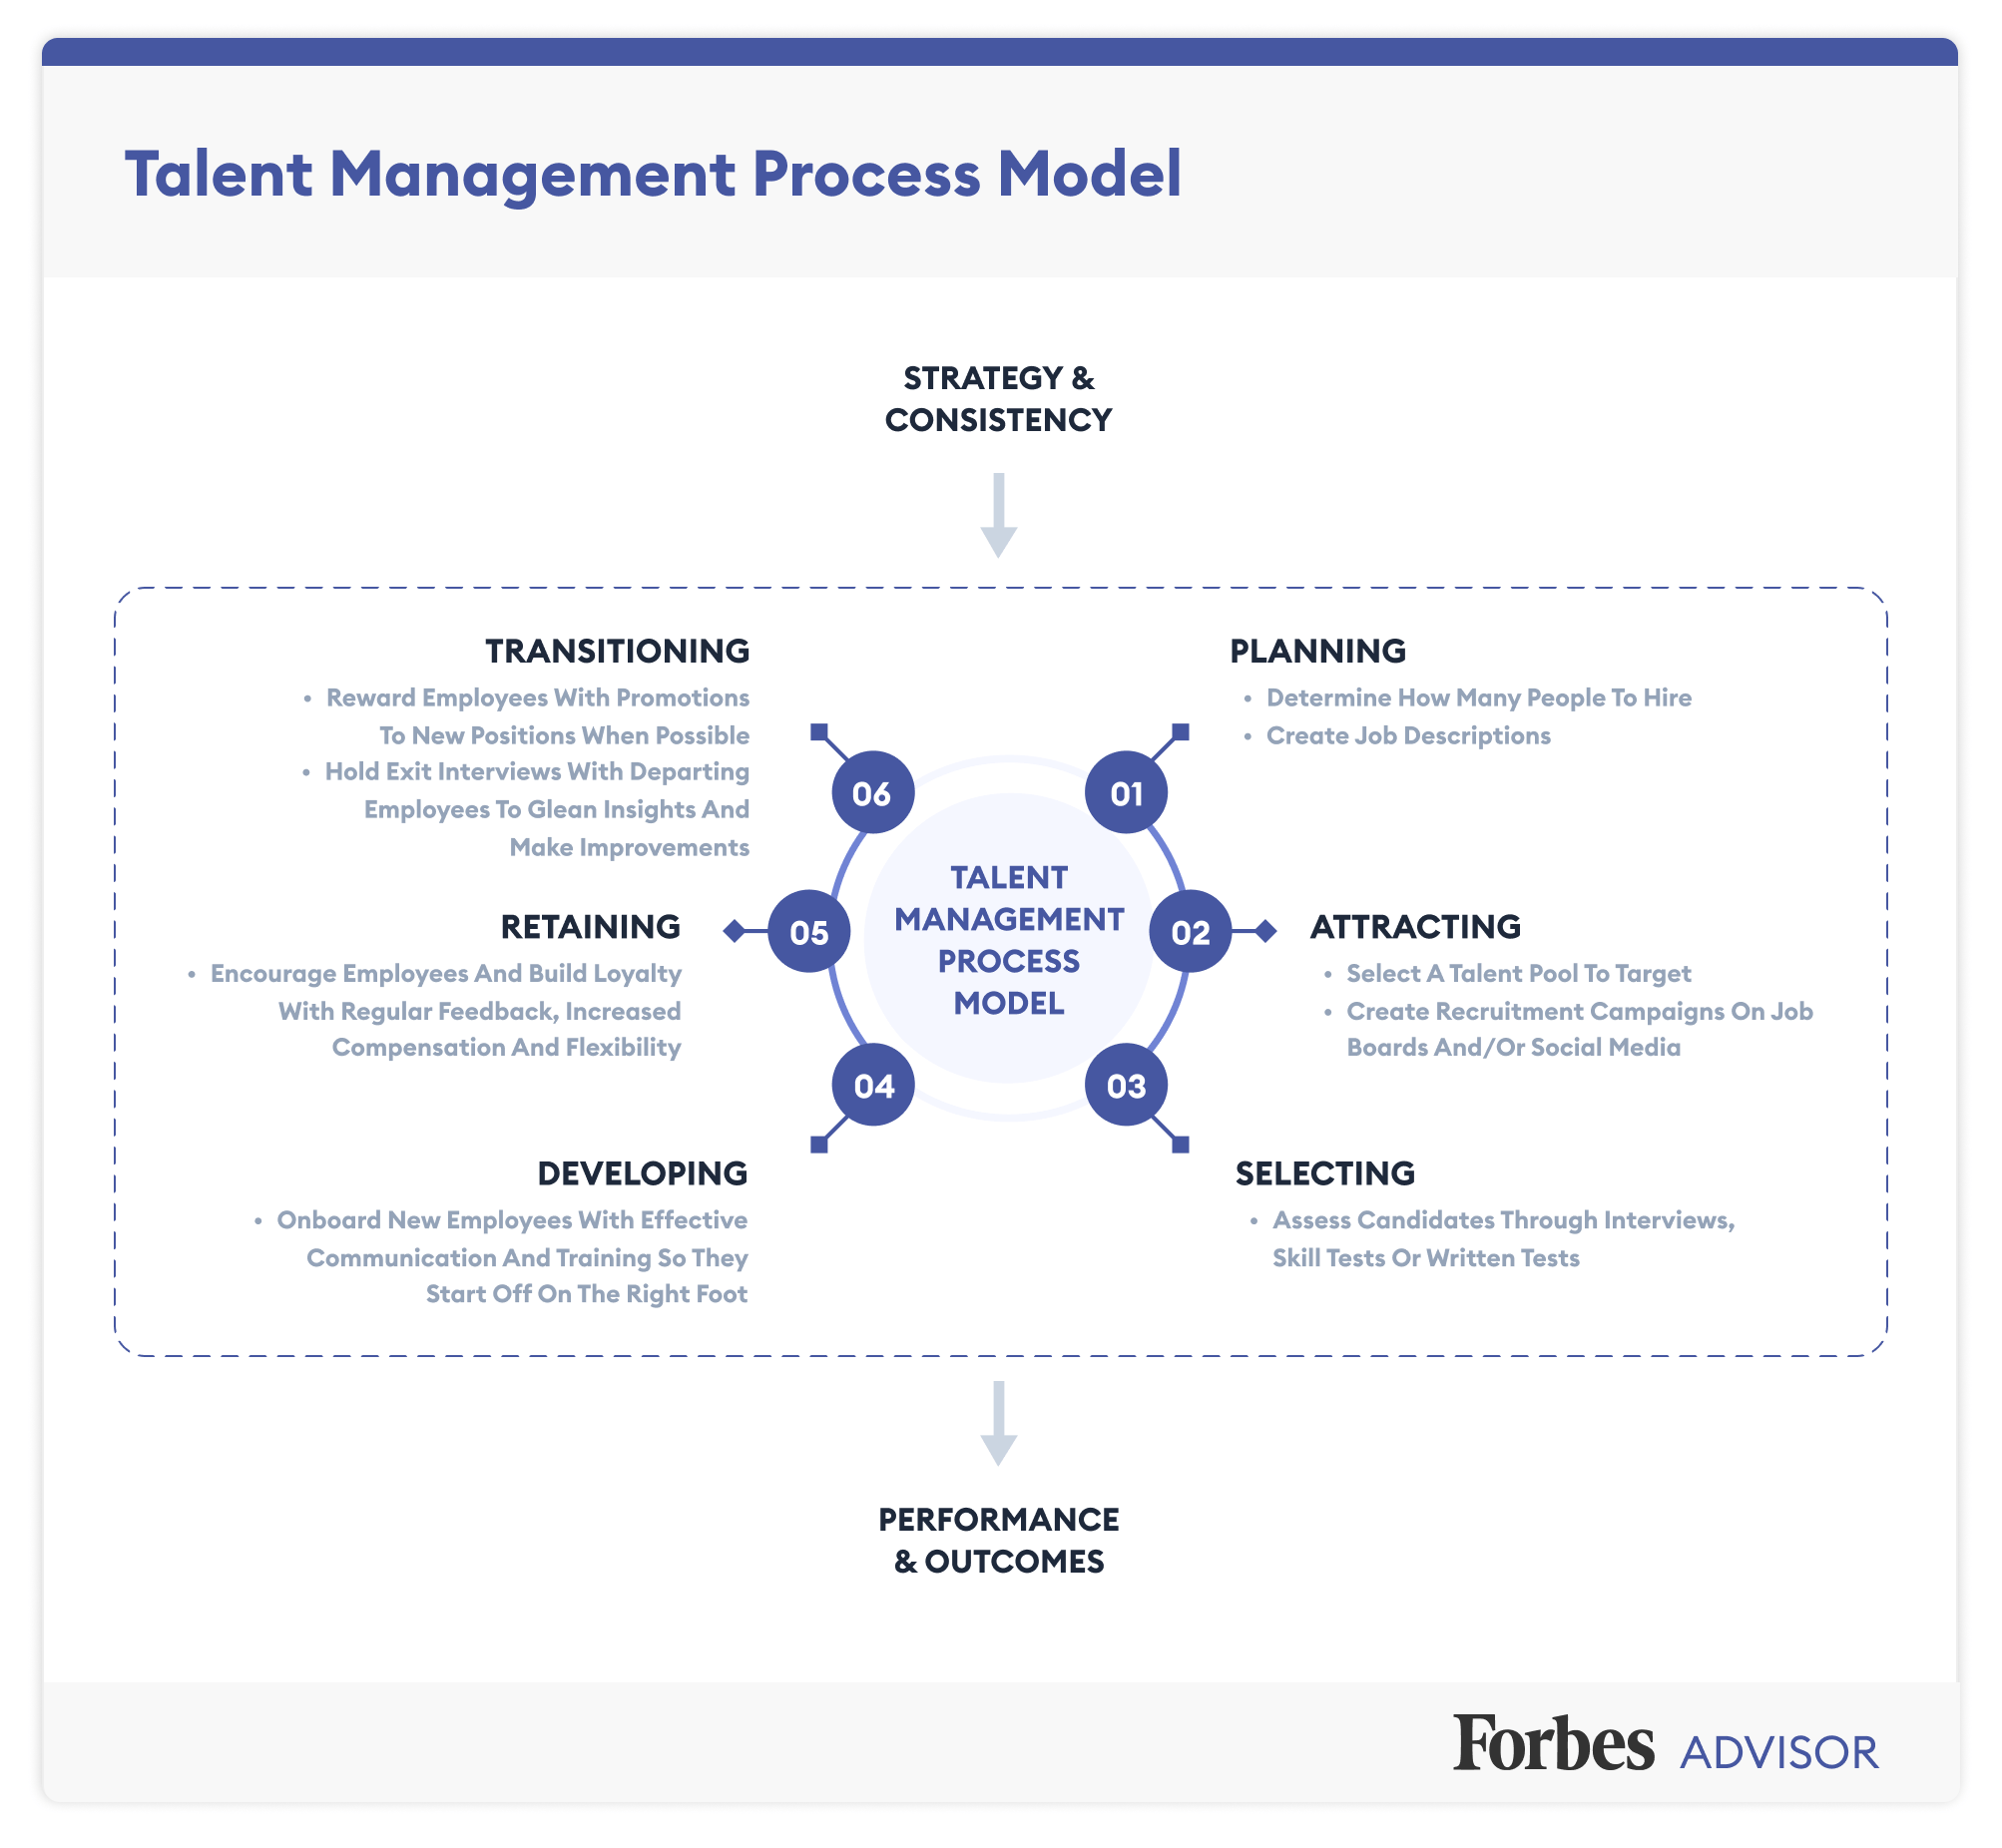 Talent Management Process Model
STRATEGY &
CONSISTENCY
TRANSITIONING
• Reward Employees With Promotions
To New Positions When Possible
• Hold Exit Interviews With Departing
Employees To Glean Insights And
Make Improvements
PLANNING
• Determine How Many People To Hire
• Create Job Descriptions
06
01
RETAINING
• Encourage Employees And Build Loyalty
With Regular Feedback, Increased
Compensation And Flexibility
05
TALENT
MANAGEMENT
PROCESS
MODEL
02
ATTRACTING
• Select A Talent Pool To Target
• Create Recruitment Campaigns On Job
Boards And/Or Social Media
04
03
DEVELOPING
• Onboard New Employees With Effective
Communication And Training So They
Start Off On The Right Foot
SELECTING
• Assess Candidates Through Interviews,
Skill Tests Or Written Tests
PERFORMANCE
& OUTCOMES
Forbes ADVISOR